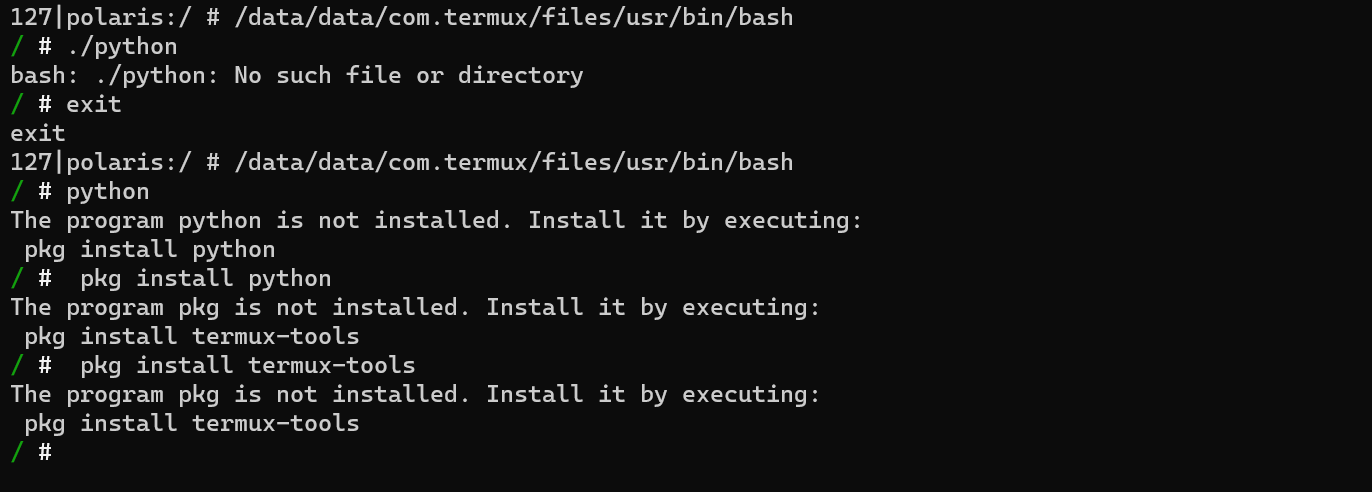 127|polaris:/ # /data/data/com.termux/files/usr/bin/bash
/ # ./python
bash: ./python: No such file or directory
/ # exit
exit
127|polaris:/ # /data/data/com.termux/files/usr/bin/bash
/ # python
The program python is not installed. Install it by executing:
 pkg install python
/ #  pkg install python
The program pkg is not installed. Install it by executing:
 pkg install termux-tools
/ #  pkg install termux-tools
The program pkg is not installed. Install it by executing:
 pkg install termux-tools
/ #